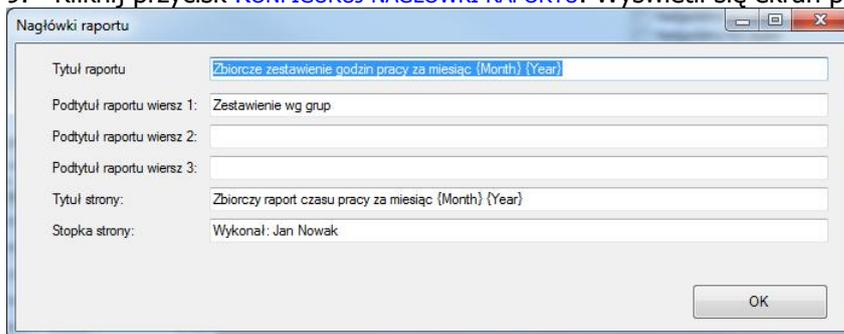 Kliknij przycisk KONFIGURUJ NAGŁÓWKI RAPORTU. Wyświetli się ekran p
Nagłówki raportu
Tytuł raportu Zbiorcze zestawienie godzin pracy za miesiąc {Month} {Year}
Podtytuł raportu wiersz 1: Zestawienie wg grup
Podtytuł raportu wiersz 2:
Podtytuł raportu wiersz 3:
Tytuł strony: Zbiorczy raport czasu pracy za miesiąc {Month} {Year}
Stopka strony: Wykonał: Jan Nowak
OK